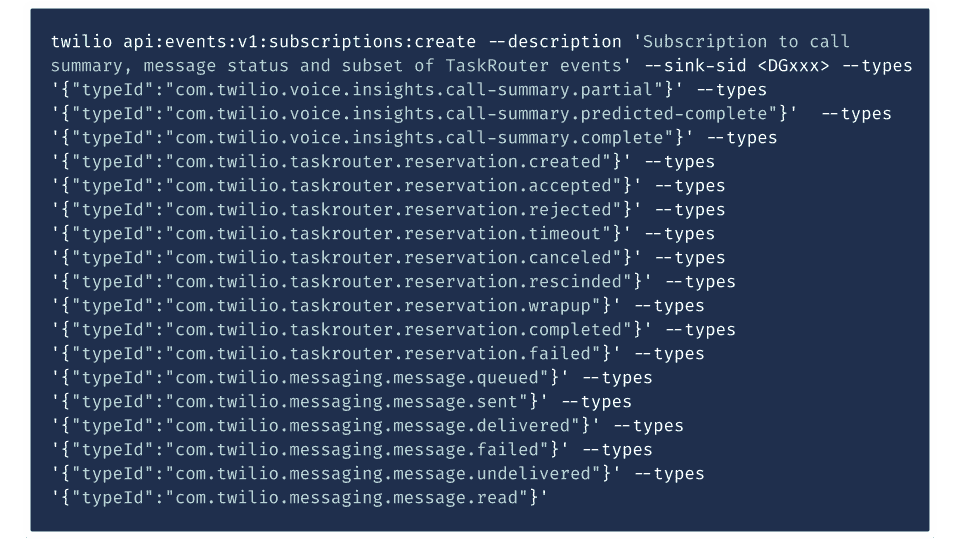 twilio api:events:v1:subscriptions:create --description 'Subscription to call
summary, message status and subset of TaskRouter events' --sink-sid <DGxxx> --types
'{"typeId":"com.twilio.voice.insights.call-summary.partial"}' --types
'{"typeId":"com.twilio.voice.insights.call-summary.predicted-complete"}'  --types
'{"typeId":"com.twilio.voice.insights.call-summary.complete"}' --types
'{"typeId":"com.twilio.taskrouter.reservation.created"}' --types
'{"typeId":"com.twilio.taskrouter.reservation.accepted"}' --types
'{"typeId":"com.twilio.taskrouter.reservation.rejected"}' --types
'{"typeId":"com.twilio.taskrouter.reservation.timeout"}' --types
'{"typeId":"com.twilio.taskrouter.reservation.canceled"}' --types
'{"typeId":"com.twilio.taskrouter.reservation.rescinded"}' --types
'{"typeId":"com.twilio.taskrouter.reservation.wrapup"}' --types
'{"typeId":"com.twilio.taskrouter.reservation.completed"}' --types
'{"typeId":"com.twilio.taskrouter.reservation.failed"}' --types
'{"typeId":"com.twilio.messaging.message.queued"}' --types
'{"typeId":"com.twilio.messaging.message.sent"}' --types
'{"typeId":"com.twilio.messaging.message.delivered"}' --types
'{"typeId":"com.twilio.messaging.message.failed"}' --types
'{"typeId":"com.twilio.messaging.message.undelivered"}' --types
'{"typeId":"com.twilio.messaging.message.read"}'